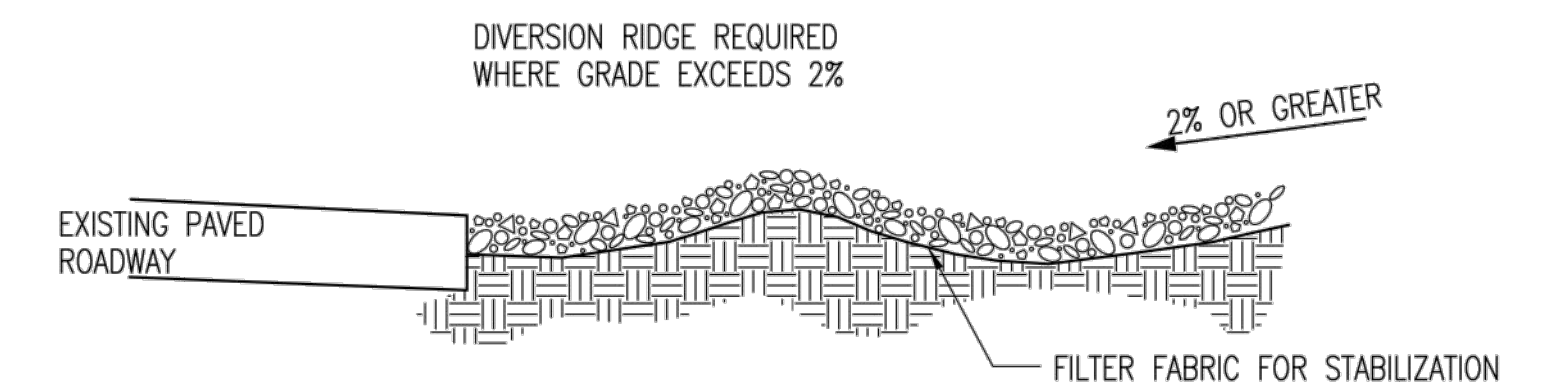 DIVERSION RIDGE REQUIRED
WHERE GRADE EXCEEDS 2%
2% OR GREATER
EXISTING PAVED
ROADWAY
FILTER FABRIC FOR STABILIZATION